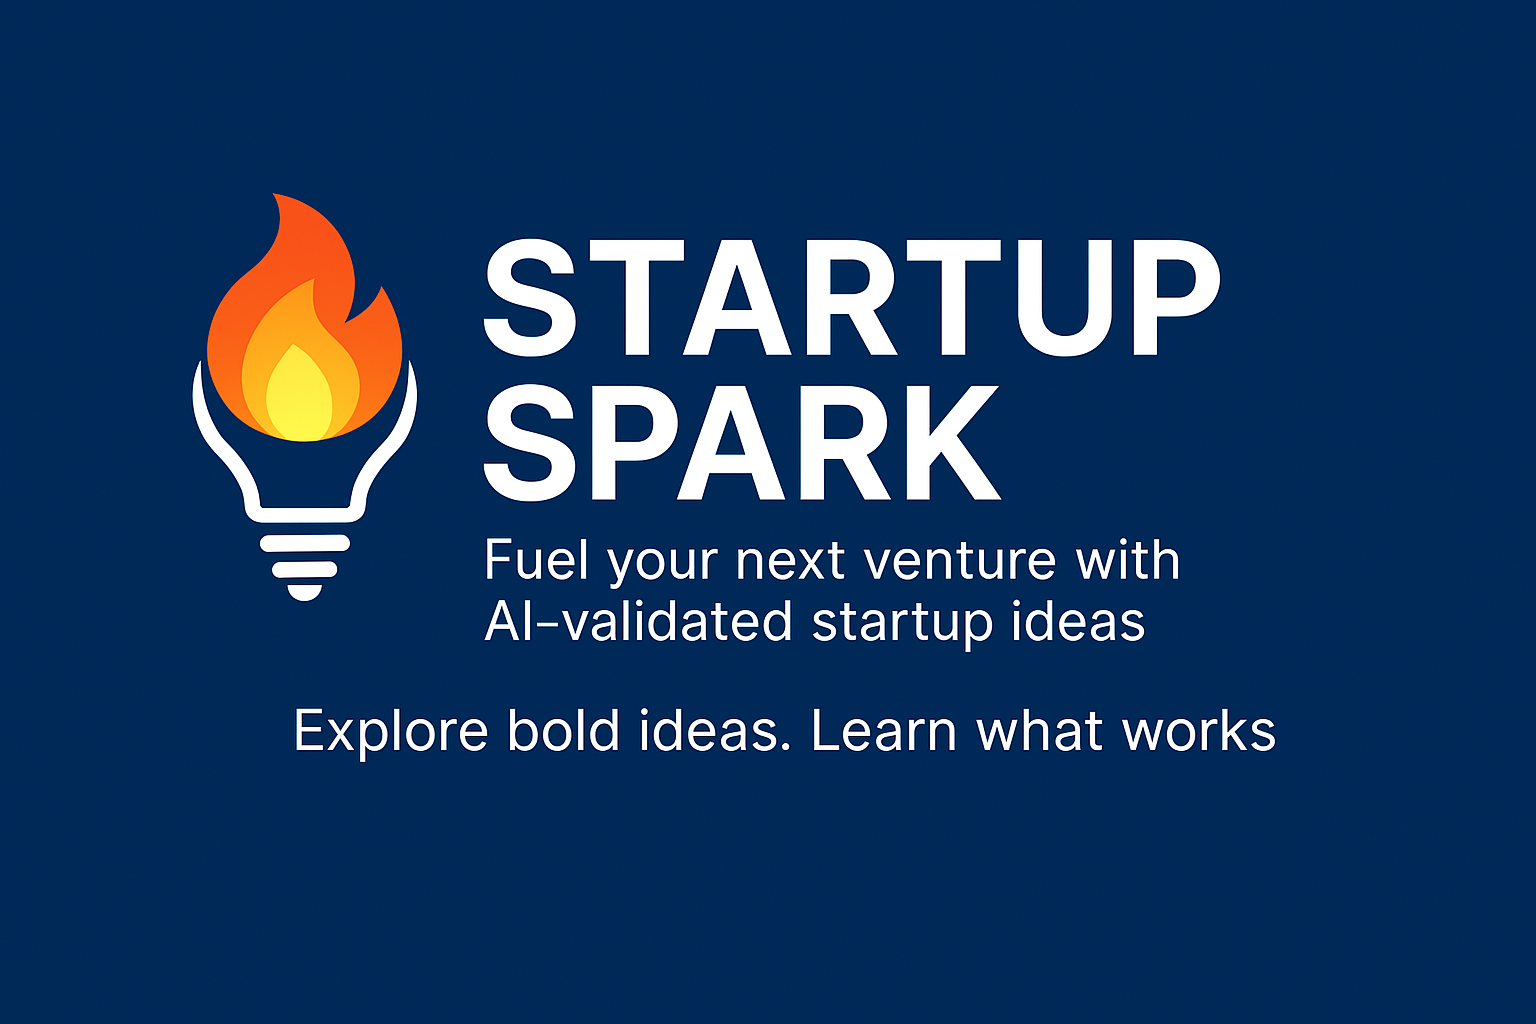 STARTUP
SPARK
Fuel your next venture with
AI–validated startup ideas
Explore bold ideas. Learn what works